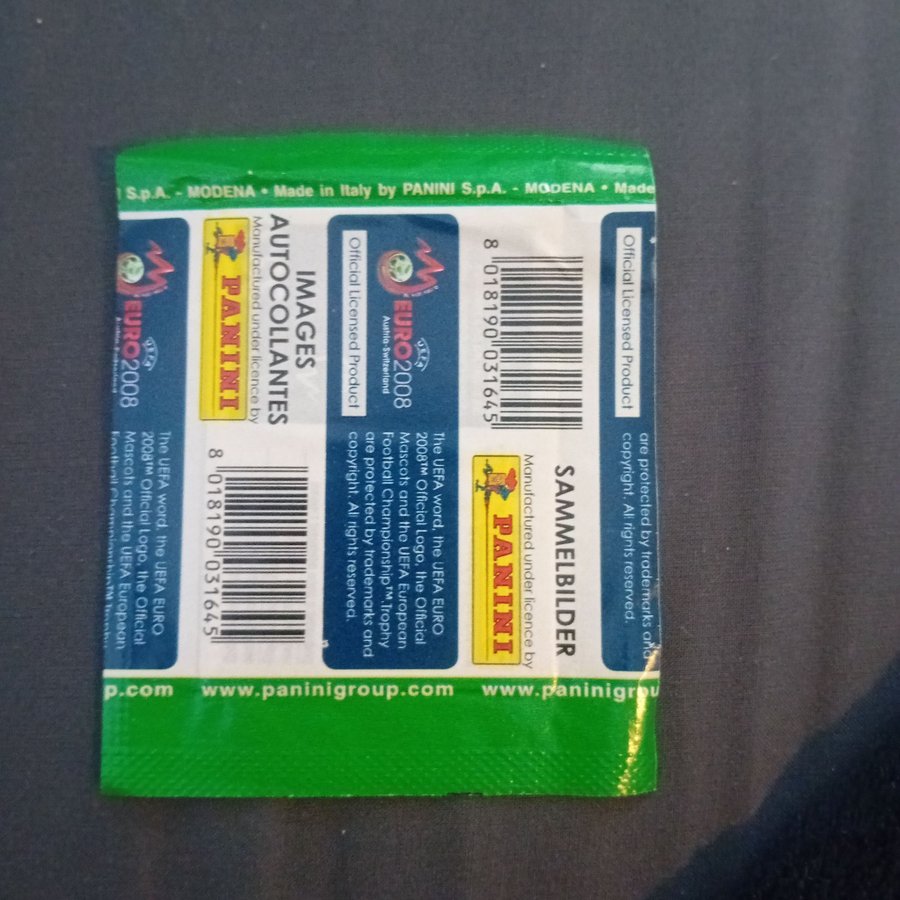 S.p.A. - MODENA • Made in Italy by PANINI S.p.A. - MODENA • Made
Official Licensed Product
are protected by trademarks and
copyright. All rights reserved.
8 018190 031645
SAMMELBILDER
Manufactured under licence by
PANINI
Official Licensed Product
UEFA
EURO2008
Austria-Switzerland
The UEFA word, the UEFA EURO
2008™ Official Logo, the Official
Mascots and the UEFA European
Football Championship™ Trophy
are protected by trademarks and
copyright. All rights reserved.
IMAGES
AUTOCOLLANTES
Manufactured under licence by
PANINI
8 018190 031645
EURO2008
Austria-Switzerland
The UEFA word, the UEFA EURO
2008™ Official Logo, the Official
Mascots and the UEFA European
Football Championship™ Trophy
p.com www.paninigroup.com www.paninigrou